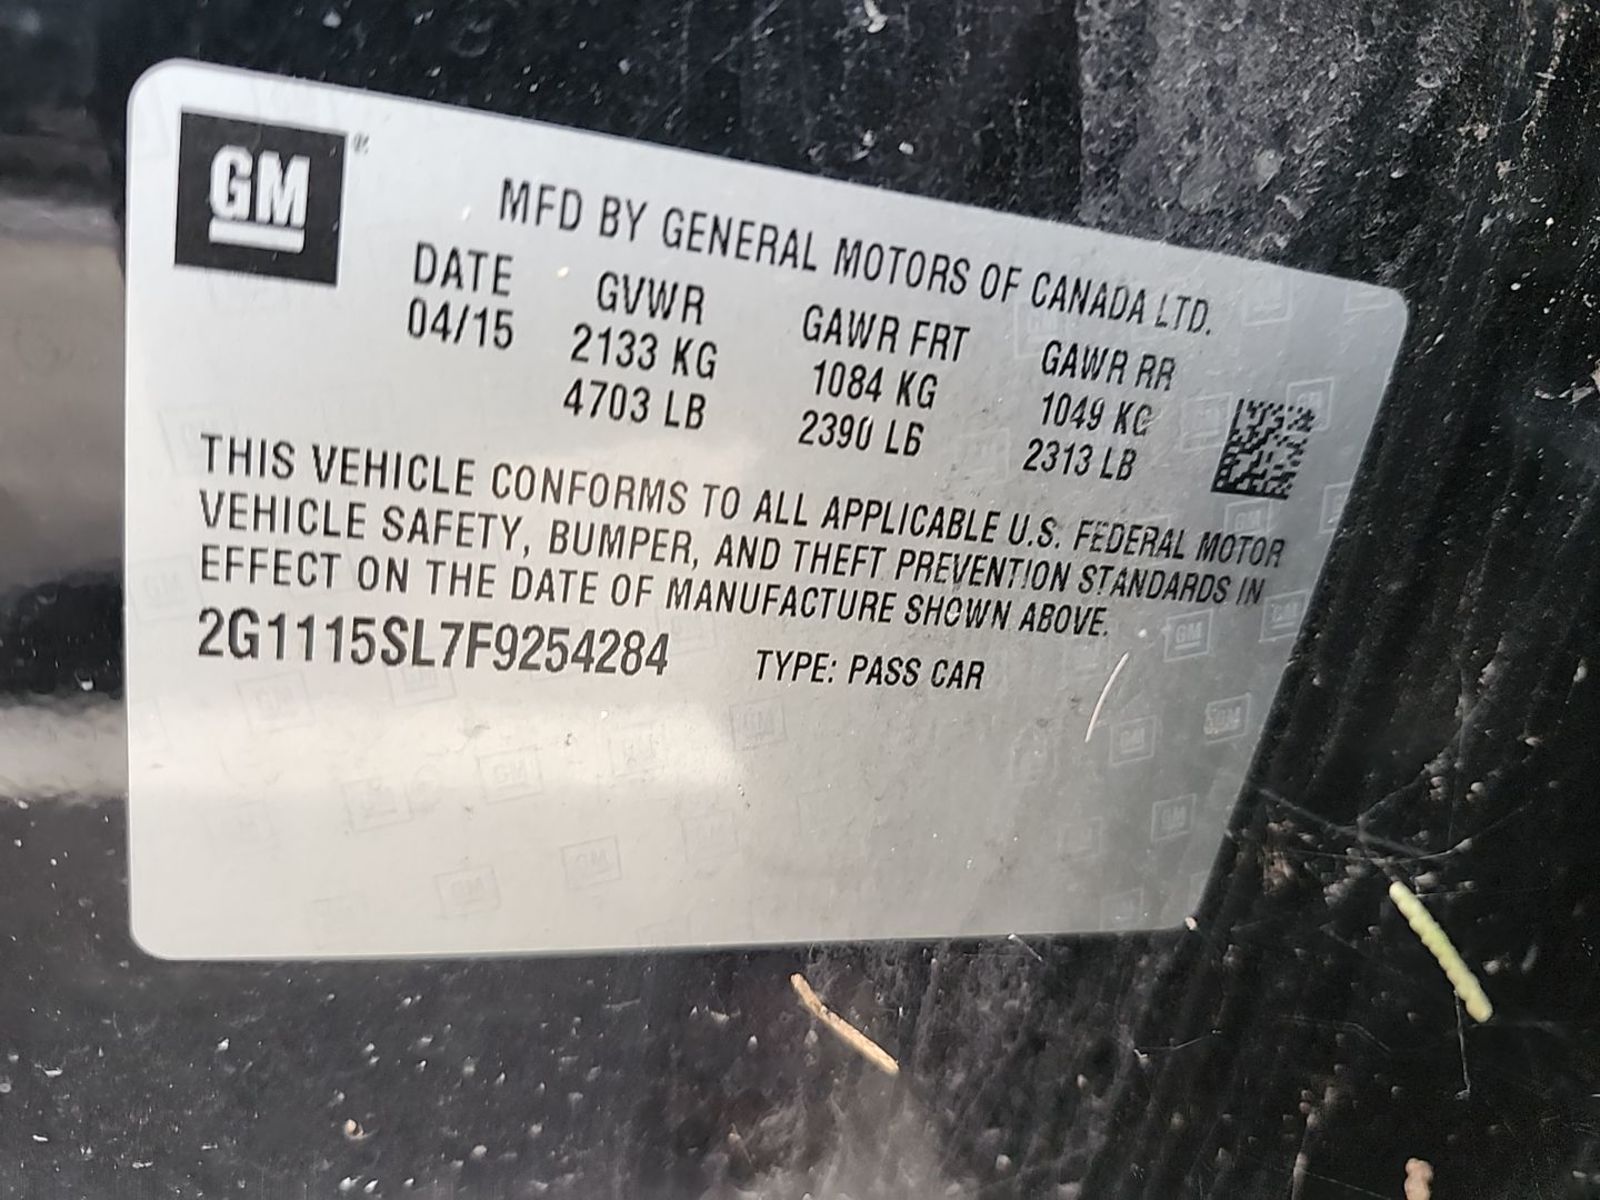 GM
MFD BY GENERAL MOTORS OF CANADA LTD.
DATE GVWR GAWR FRT GAWR RR
04/15 2133 KG 1084 KG 1049 KG
4703 LB 2390 LB 2313 LB
THIS VEHICLE CONFORMS TO ALL APPLICABLE U.S. FEDERAL MOTOR
VEHICLE SAFETY, BUMPER, AND THEFT PREVENTION STANDARDS IN
EFFECT ON THE DATE OF MANUFACTURE SHOWN ABOVE.
2G1115SL7F9254284 TYPE: PASS CAR